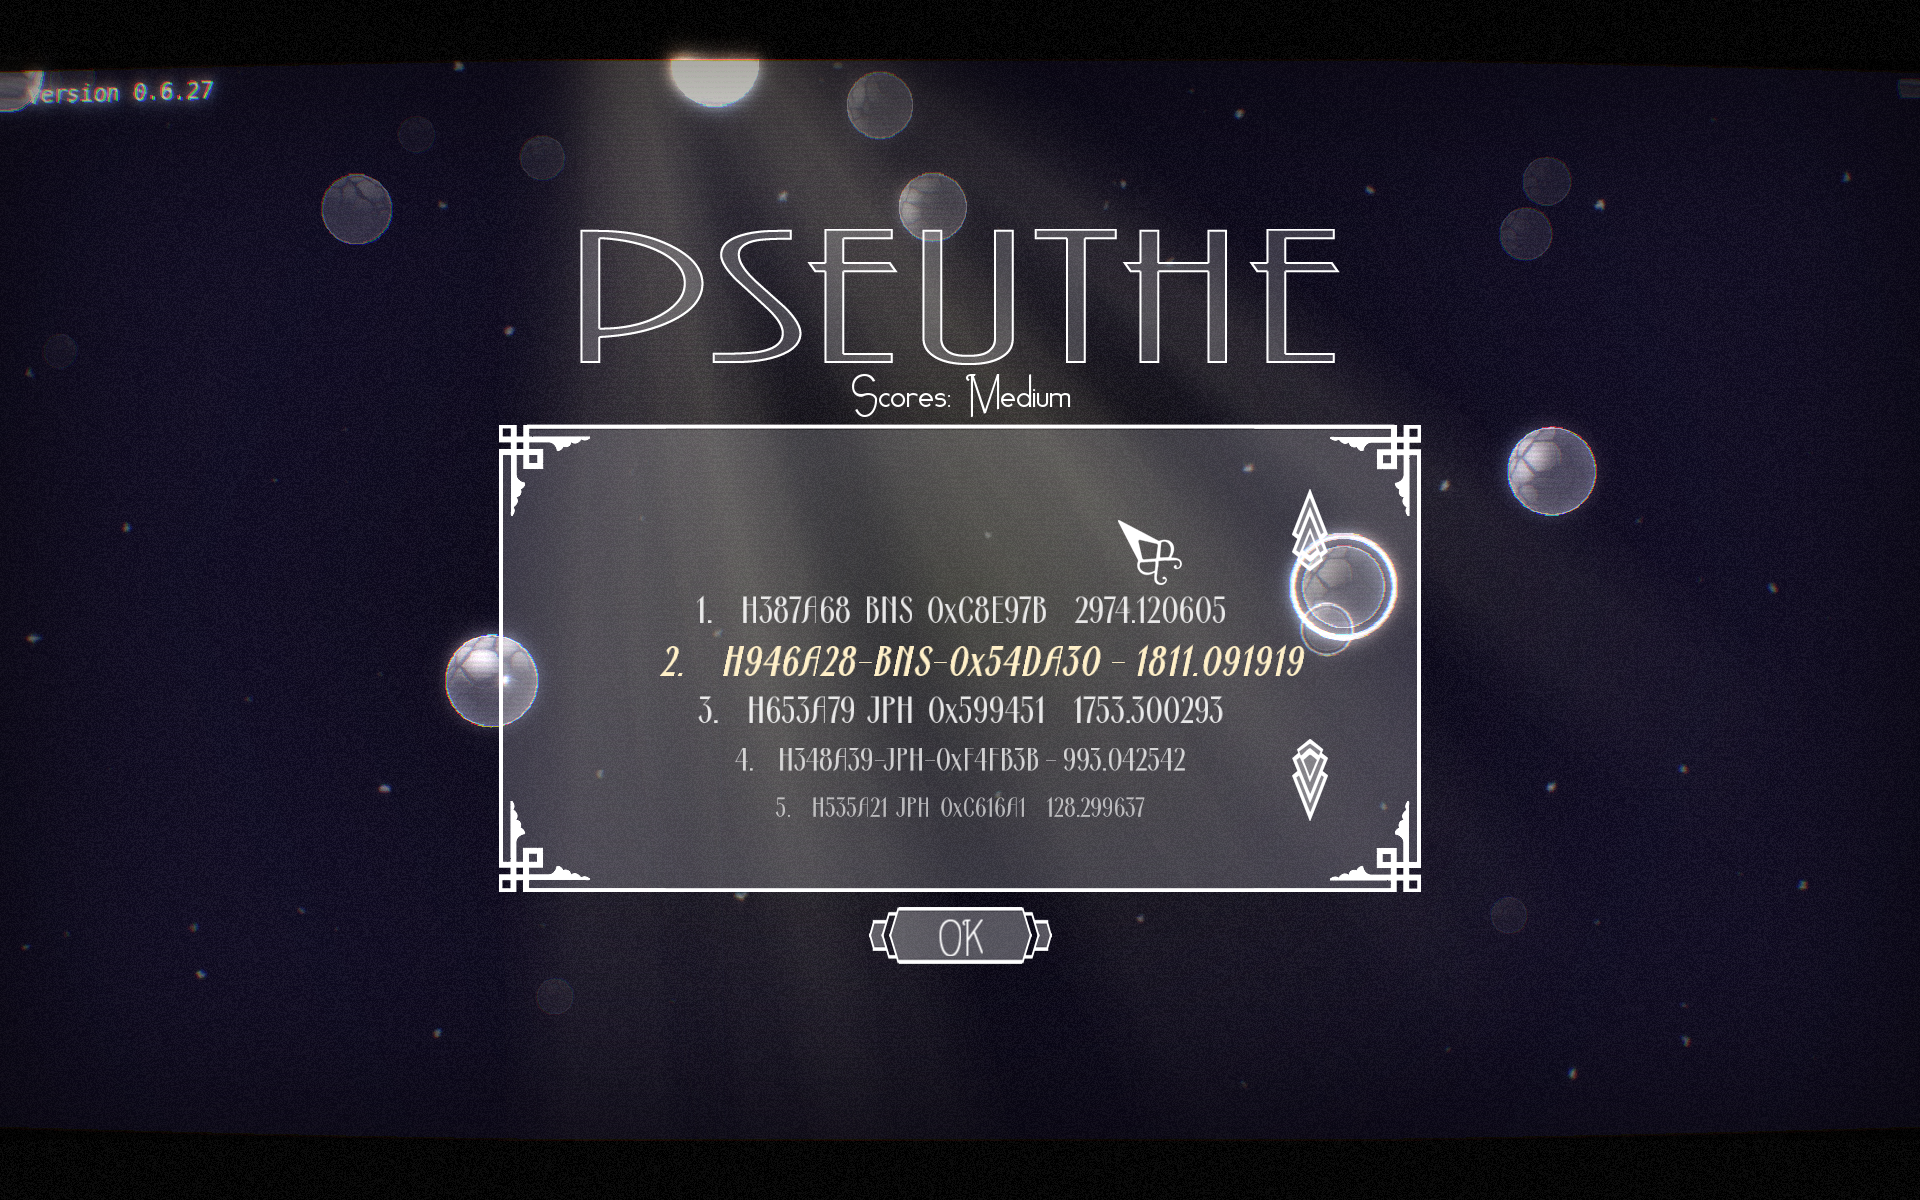 Version 0.6.27
PSEUTHE
Scores: Medium
1. H387A68 BNS 0xC8E97B 2974.120605
2. H946A28-BNS-0x54DA30 - 1811.091919
3. H653A79 JPH 0x599451 1753.300293
4. H348A39-JPH-0xF4FB3B - 993.042542
5. H535A21 JPH 0xC616A1 128.299637
OK